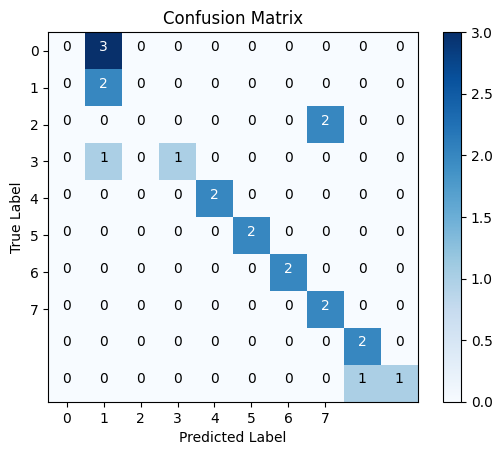 Confusion Matrix
0 0 3 0 0 0 0 0 0 0 0
1 0 2 0 0 0 0 0 0 0 0
2 0 0 0 0 0 0 0 2 0 0
3 0 1 0 1 0 0 0 0 0 0
4 0 0 0 0 2 0 0 0 0 0
5 0 0 0 0 0 2 0 0 0 0
6 0 0 0 0 0 0 2 0 0 0
7 0 0 0 0 0 0 0 2 0 0
0 0 0 0 0 0 0 0 2 0
0 0 0 0 0 0 0 0 1 1
0 1 2 3 4 5 6 7
Predicted Label
True Label
3.0
2.5
2.0
1.5
1.0
0.5
0.0